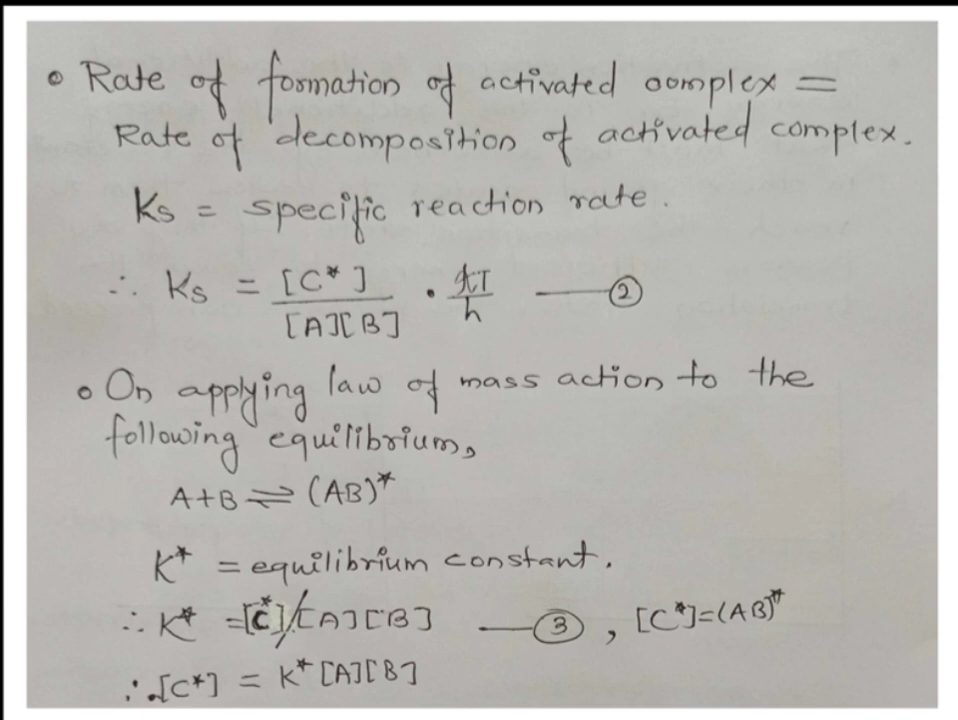 • Rate of formation of activated complex =
Rate of decomposition of activated complex.
Ks = specific reaction rate.
∴ Ks = [C*] / [A][B] · kT / h —— ②
• On applying law of mass action to the
following equilibrium,
A+B ⇌ (AB)*
K* = equilibrium constant.
∴ K* = [C*]/[A][B] —— ③ , [C*]=(AB)*
∴ [C*] = K* [A][B]